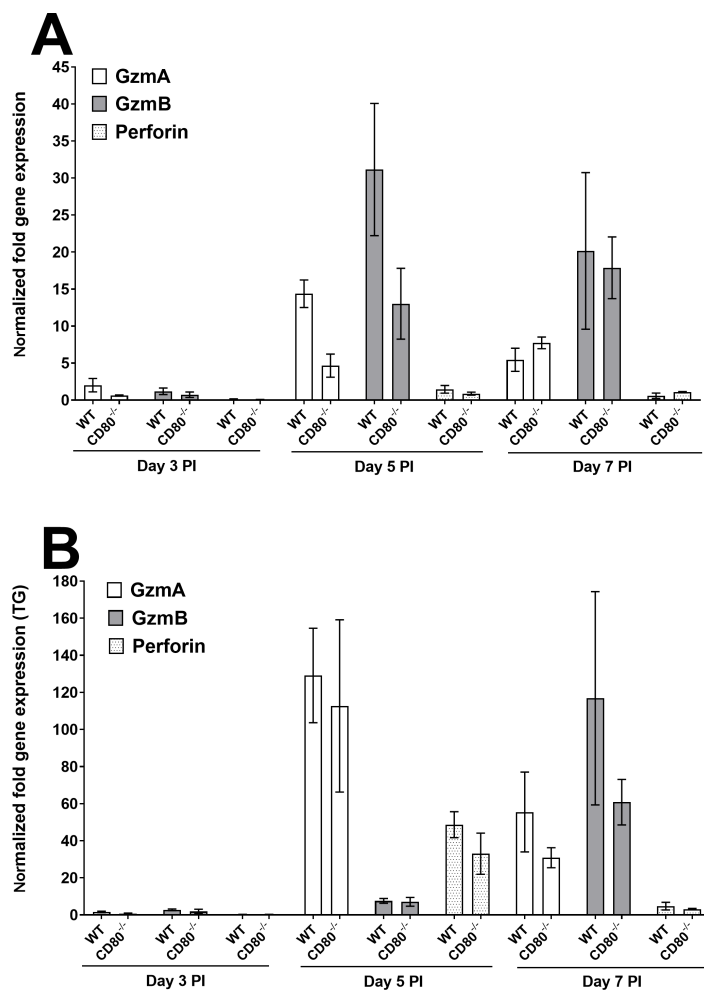 A
Normalized fold gene expression
45
40
35
30
25
20
15
10
5
0
GzmA
GzmB
Perforin
WT CD80-/- WT CD80-/- WT CD80-/- WT CD80-/- WT CD80-/- WT CD80-/- WT CD80-/- WT CD80-/- WT CD80-/-
Day 3 PI Day 5 PI Day 7 PI
B
Normalized fold gene expression (TG)
180
160
140
120
100
80
60
40
20
0
GzmA
GzmB
Perforin
WT CD80-/- WT CD80-/- WT CD80-/- WT CD80-/- WT CD80-/- WT CD80-/- WT CD80-/- WT CD80-/- WT CD80-/-
Day 3 PI Day 5 PI Day 7 PI